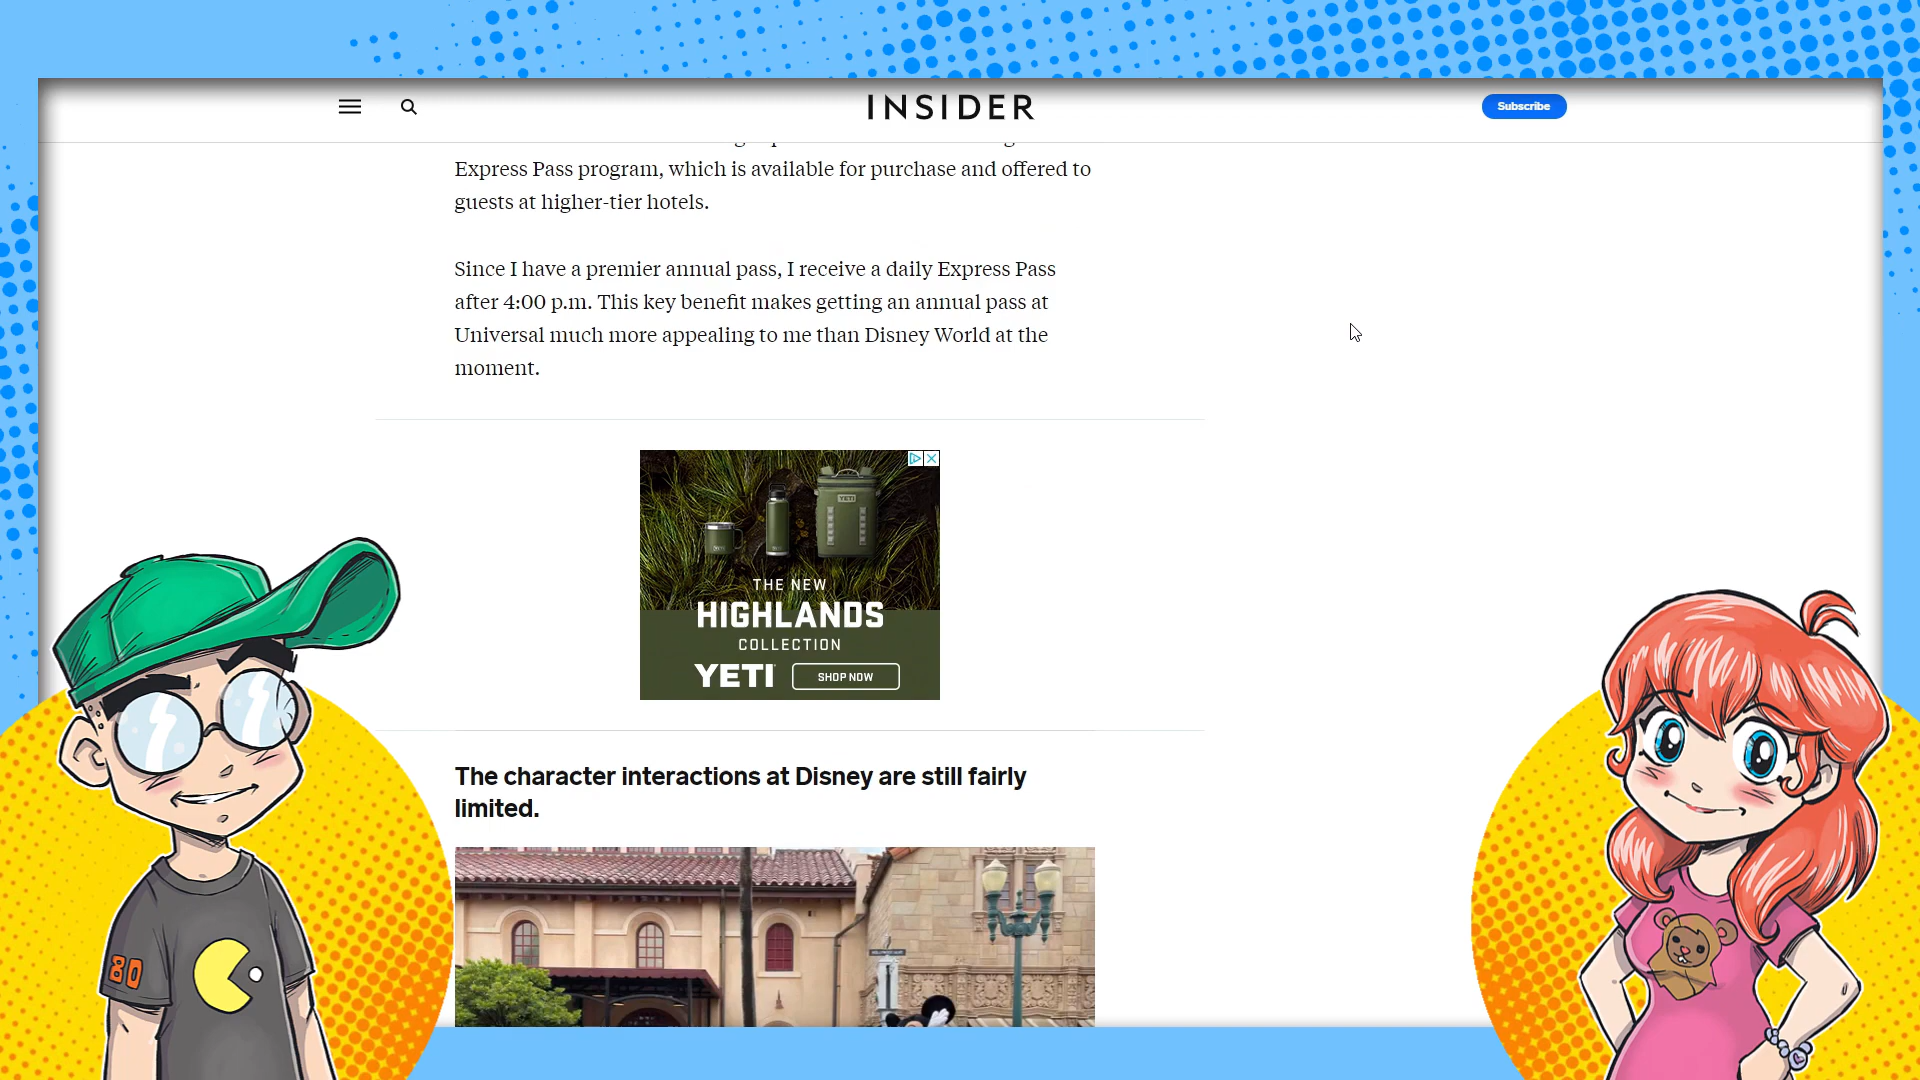 INSIDER
Subscribe
Express Pass program, which is available for purchase and offered to
guests at higher-tier hotels.
Since I have a premier annual pass, I receive a daily Express Pass
after 4:00 p.m. This key benefit makes getting an annual pass at
Universal much more appealing to me than Disney World at the
moment.
YETI
THE NEW
HIGHLANDS
COLLECTION
YETI
SHOP NOW
The character interactions at Disney are still fairly
limited.
80